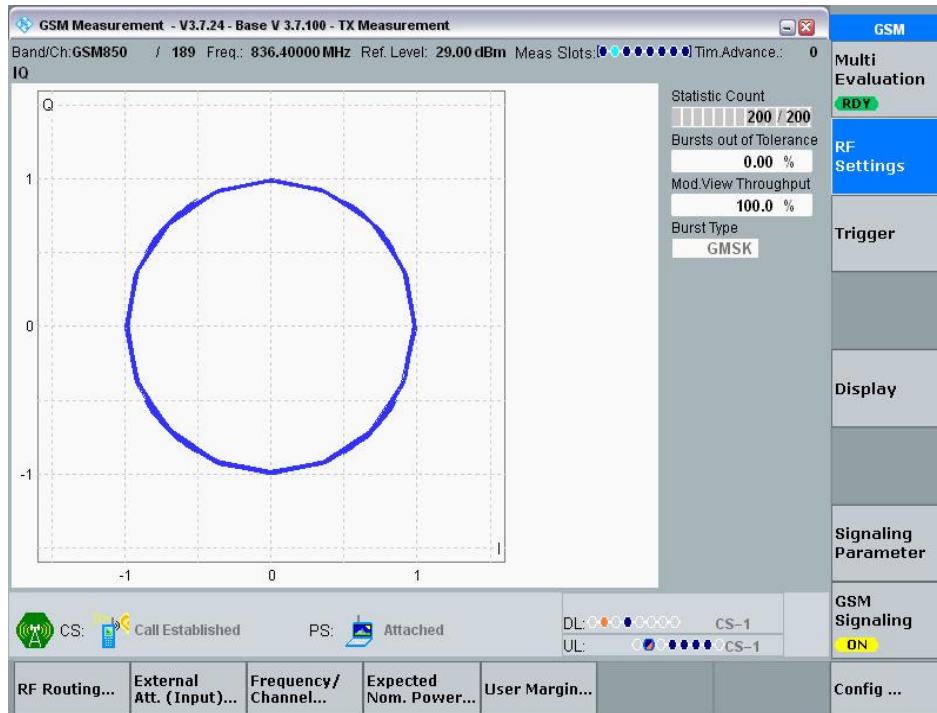 GSM Measurement - V3.7.24 - Base V 3.7.100 - TX Measurement
GSM
Band/Ch: GSM850 / 189 Freq.: 836.40000 MHz Ref. Level: 29.00 dBm Meas Slots: Tim.Advance.: 0
IQ
Multi
Evaluation
RDY
Q
Statistic Count
200 / 200
Bursts out of Tolerance
0.00 %
Mod.View Throughput
100.0 %
Burst Type
GMSK
RF
Settings
Trigger
1
0
-1
I
-1 0 1
Display
Signaling
Parameter
GSM
Signaling
ON
CS: Call Established PS: Attached DL: CS-1
UL: CS-1
RF Routing...
External
Att. (Input)...
Frequency/
Channel...
Expected
Nom. Power...
User Margin...
Config ...